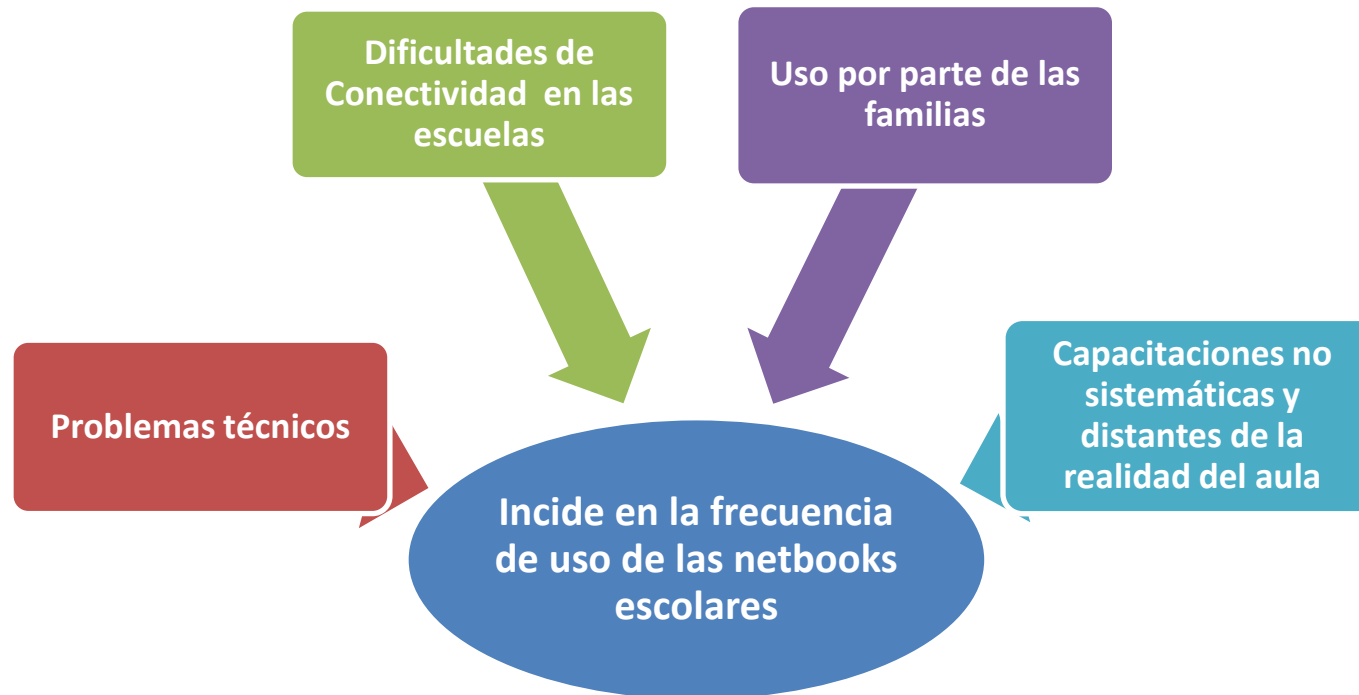 Dificultades de
Conectividad en las
escuelas
Uso por parte de las
familias
Problemas técnicos
Capacitaciones no
sistemáticas y
distantes de la
realidad del aula
Incide en la frecuencia
de uso de las netbooks
escolares